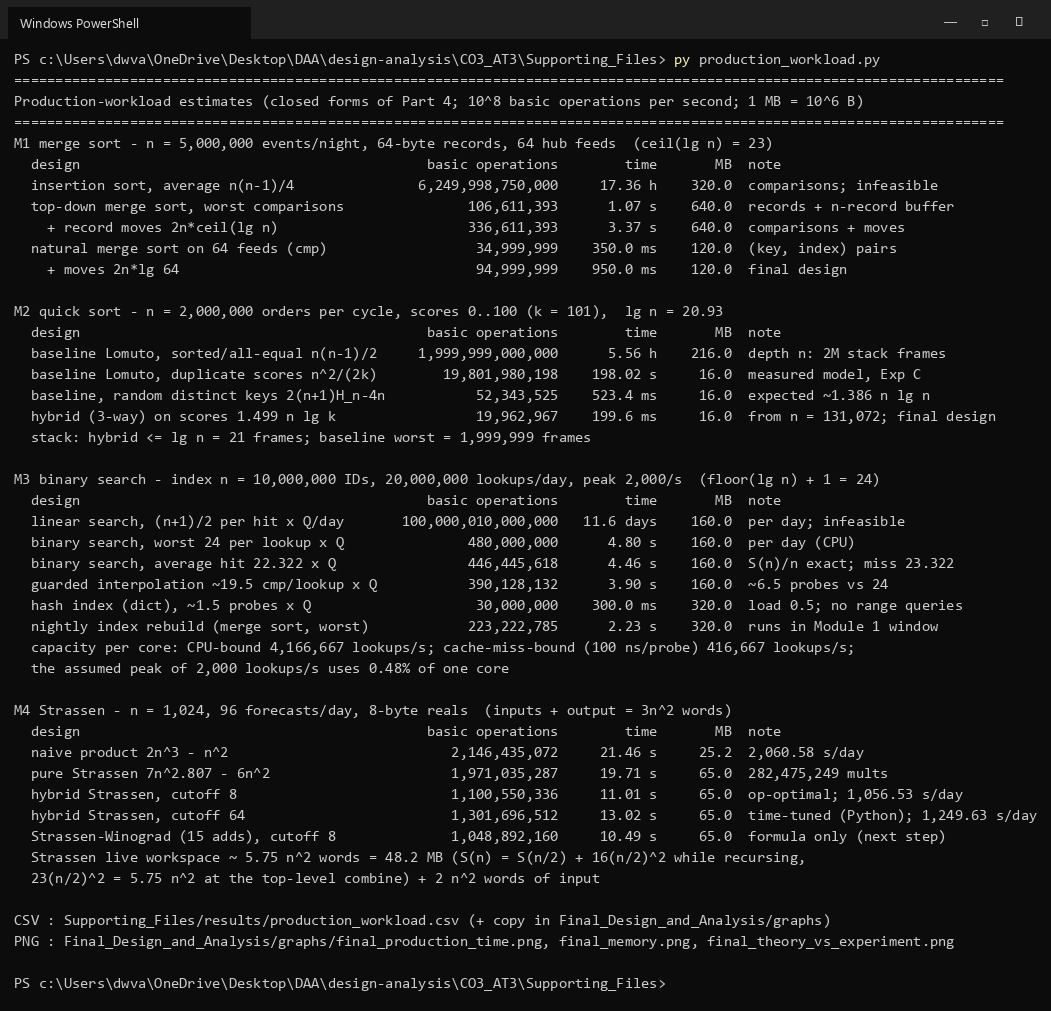 Windows PowerShell
PS c:\Users\dwva\OneDrive\Desktop\DAA\design-analysis\CO3_AT3\Supporting_Files> py production_workload.py
========================================================================================================================
Production-workload estimates (closed forms of Part 4; 10^8 basic operations per second; 1 MB = 10^6 B)
========================================================================================================================
M1 merge sort - n = 5,000,000 events/night, 64-byte records, 64 hub feeds  (ceil(lg n) = 23)
  design                                          basic operations        time       MB  note
  insertion sort, average n(n-1)/4               6,249,998,750,000     17.36 h    320.0  comparisons; infeasible
  top-down merge sort, worst comparisons               106,611,393      1.07 s    640.0  records + n-record buffer
    + record moves 2n*ceil(lg n)                       336,611,393      3.37 s    640.0  comparisons + moves
  natural merge sort on 64 feeds (cmp)                  34,999,999    350.0 ms    120.0  (key, index) pairs
    + moves 2n*lg 64                                    94,999,999    950.0 ms    120.0  final design
M2 quick sort - n = 2,000,000 orders per cycle, scores 0..100 (k = 101),  lg n = 20.93
  design                                          basic operations        time       MB  note
  baseline Lomuto, sorted/all-equal n(n-1)/2     1,999,999,000,000      5.56 h    216.0  depth n: 2M stack frames
  baseline Lomuto, duplicate scores n^2/(2k)        19,801,980,198    198.02 s     16.0  measured model, Exp C
  baseline, random distinct keys 2(n+1)H_n-4n           52,343,525    523.4 ms     16.0  expected ~1.386 n lg n
  hybrid (3-way) on scores 1.499 n lg k                 19,962,967    199.6 ms     16.0  from n = 131,072; final design
  stack: hybrid <= lg n = 21 frames; baseline worst = 1,999,999 frames
M3 binary search - index n = 10,000,000 IDs, 20,000,000 lookups/day, peak 2,000/s  (floor(lg n) + 1 = 24)
  design                                          basic operations        time       MB  note
  linear search, (n+1)/2 per hit x Q/day       100,000,010,000,000   11.6 days    160.0  per day; infeasible
  binary search, worst 24 per lookup x Q               480,000,000      4.80 s    160.0  per day (CPU)
  binary search, average hit 22.322 x Q                446,445,618      4.46 s    160.0  S(n)/n exact; miss 23.322
  guarded interpolation ~19.5 cmp/lookup x Q           390,128,132      3.90 s    160.0  ~6.5 probes vs 24
  hash index (dict), ~1.5 probes x Q                    30,000,000    300.0 ms    320.0  load 0.5; no range queries
  nightly index rebuild (merge sort, worst)            223,222,785      2.23 s    320.0  runs in Module 1 window
  capacity per core: CPU-bound 4,166,667 lookups/s; cache-miss-bound (100 ns/probe) 416,667 lookups/s;
  the assumed peak of 2,000 lookups/s uses 0.48% of one core
M4 Strassen - n = 1,024, 96 forecasts/day, 8-byte reals  (inputs + output = 3n^2 words)
  design                                          basic operations        time       MB  note
  naive product 2n^3 - n^2                           2,146,435,072     21.46 s     25.2  2,060.58 s/day
  pure Strassen 7n^2.807 - 6n^2                      1,971,035,287     19.71 s     65.0  282,475,249 mults
  hybrid Strassen, cutoff 8                          1,100,550,336     11.01 s     65.0  op-optimal; 1,056.53 s/day
  hybrid Strassen, cutoff 64                         1,301,696,512     13.02 s     65.0  time-tuned (Python); 1,249.63 s/day
  Strassen-Winograd (15 adds), cutoff 8              1,048,892,160     10.49 s     65.0  formula only (next step)
  Strassen live workspace ~ 5.75 n^2 words = 48.2 MB (S(n) = S(n/2) + 16(n/2)^2 while recursing,
  23(n/2)^2 = 5.75 n^2 at the top-level combine) + 2 n^2 words of input
CSV : Supporting_Files/results/production_workload.csv (+ copy in Final_Design_and_Analysis/graphs)
PNG : Final_Design_and_Analysis/graphs/final_production_time.png, final_memory.png, final_theory_vs_experiment.png
PS c:\Users\dwva\OneDrive\Desktop\DAA\design-analysis\CO3_AT3\Supporting_Files>